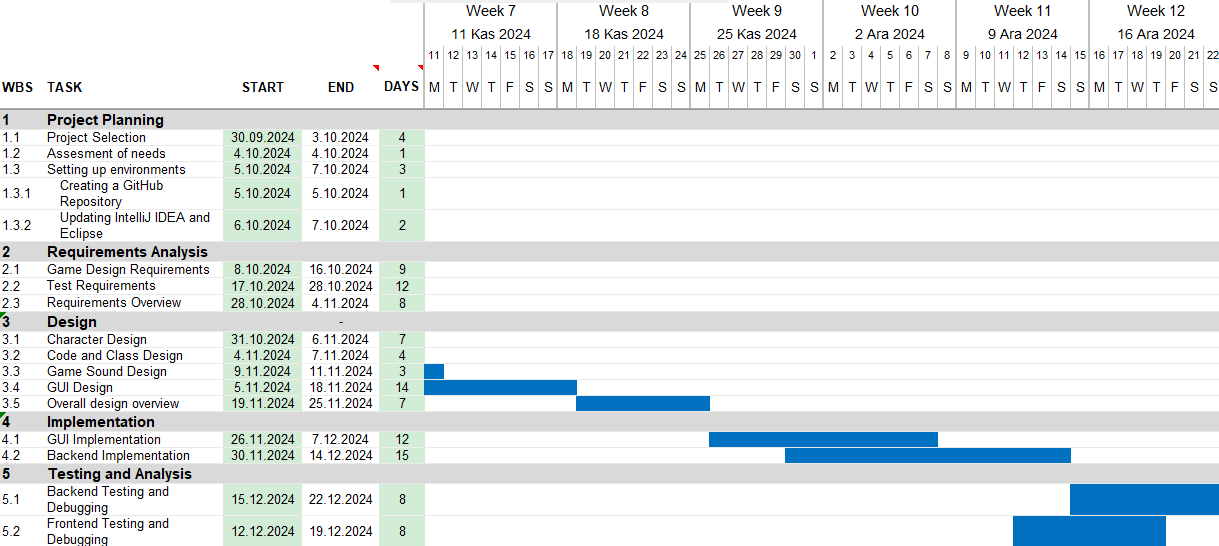 Week 7 Week 8 Week 9 Week 10 Week 11 Week 12
11 Kas 2024 18 Kas 2024 25 Kas 2024 2 Ara 2024 9 Ara 2024 16 Ara 2024
11 12 13 14 15 16 17 18 19 20 21 22 23 24 25 26 27 28 29 30 1 2 3 4 5 6 7 8 9 10 11 12 13 14 15 16 17 18 19 20 21 22
WBS TASK START END DAYS M T W T F S S M T W T F S S M T W T F S S M T W T F S S M T W T F S S M T W T F S S
1 Project Planning
1.1 Project Selection 30.09.2024 3.10.2024 4
1.2 Assesment of needs 4.10.2024 4.10.2024 1
1.3 Setting up environments 5.10.2024 7.10.2024 3
1.3.1 Creating a GitHub
Repository 5.10.2024 5.10.2024 1
1.3.2 Updating IntelliJ IDEA and
Eclipse 6.10.2024 7.10.2024 2
2 Requirements Analysis
2.1 Game Design Requirements 8.10.2024 16.10.2024 9
2.2 Test Requirements 17.10.2024 28.10.2024 12
2.3 Requirements Overview 28.10.2024 4.11.2024 8
3 Design -
3.1 Character Design 31.10.2024 6.11.2024 7
3.2 Code and Class Design 4.11.2024 7.11.2024 4
3.3 Game Sound Design 9.11.2024 11.11.2024 3
3.4 GUI Design 5.11.2024 18.11.2024 14
3.5 Overall design overview 19.11.2024 25.11.2024 7
4 Implementation
4.1 GUI Implementation 26.11.2024 7.12.2024 12
4.2 Backend Implementation 30.11.2024 14.12.2024 15
5 Testing and Analysis
5.1 Backend Testing and
Debugging 15.12.2024 22.12.2024 8
5.2 Frontend Testing and
Debugging 12.12.2024 19.12.2024 8